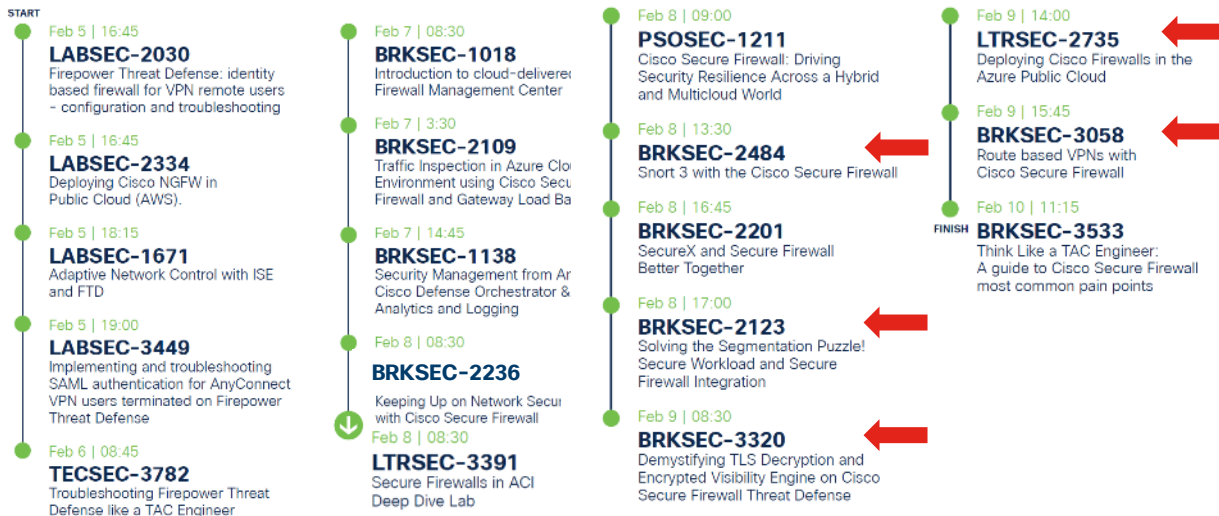 START
Feb 5 | 16:45
LABSEC-2030
Firepower Threat Defense: identity
based firewall for VPN remote users
- configuration and troubleshooting
Feb 5 | 16:45
LABSEC-2334
Deploying Cisco NGFW in
Public Cloud (AWS).
Feb 5 | 18:15
LABSEC-1671
Adaptive Network Control with ISE
and FTD
Feb 5 | 19:00
LABSEC-3449
Implementing and troubleshooting
SAML authentication for AnyConnect
VPN users terminated on Firepower
Threat Defense
Feb 6 | 08:45
TECSEC-3782
Troubleshooting Firepower Threat
Defense like a TAC Engineer
Feb 7 | 08:30
BRKSEC-1018
Introduction to cloud-delivered
Firewall Management Center
Feb 7 | 3:30
BRKSEC-2109
Traffic Inspection in Azure Clou
Environment using Cisco Secu
Firewall and Gateway Load Ba
Feb 7 | 14:45
BRKSEC-1138
Security Management from An
Cisco Defense Orchestrator &
Analytics and Logging
Feb 8 | 08:30
BRKSEC-2236
Keeping Up on Network Secur
with Cisco Secure Firewall
Feb 8 | 08:30
LTRSEC-3391
Secure Firewalls in ACI
Deep Dive Lab
Feb 8 | 09:00
PSOSEC-1211
Cisco Secure Firewall: Driving
Security Resilience Across a Hybrid
and Multicloud World
Feb 8 | 13:30
BRKSEC-2484
Snort 3 with the Cisco Secure Firewall
Feb 8 | 16:45
BRKSEC-2201
SecureX and Secure Firewall
Better Together
Feb 8 | 17:00
BRKSEC-2123
Solving the Segmentation Puzzle!
Secure Workload and Secure
Firewall Integration
Feb 9 | 08:30
BRKSEC-3320
Demystifying TLS Decryption and
Encrypted Visibility Engine on Cisco
Secure Firewall Threat Defense
Feb 9 | 14:00
LTRSEC-2735
Deploying Cisco Firewalls in the
Azure Public Cloud
Feb 9 | 15:45
BRKSEC-3058
Route based VPNs with
Cisco Secure Firewall
Feb 10 | 11:15
FINISH
BRKSEC-3533
Think Like a TAC Engineer:
A guide to Cisco Secure Firewall
most common pain points